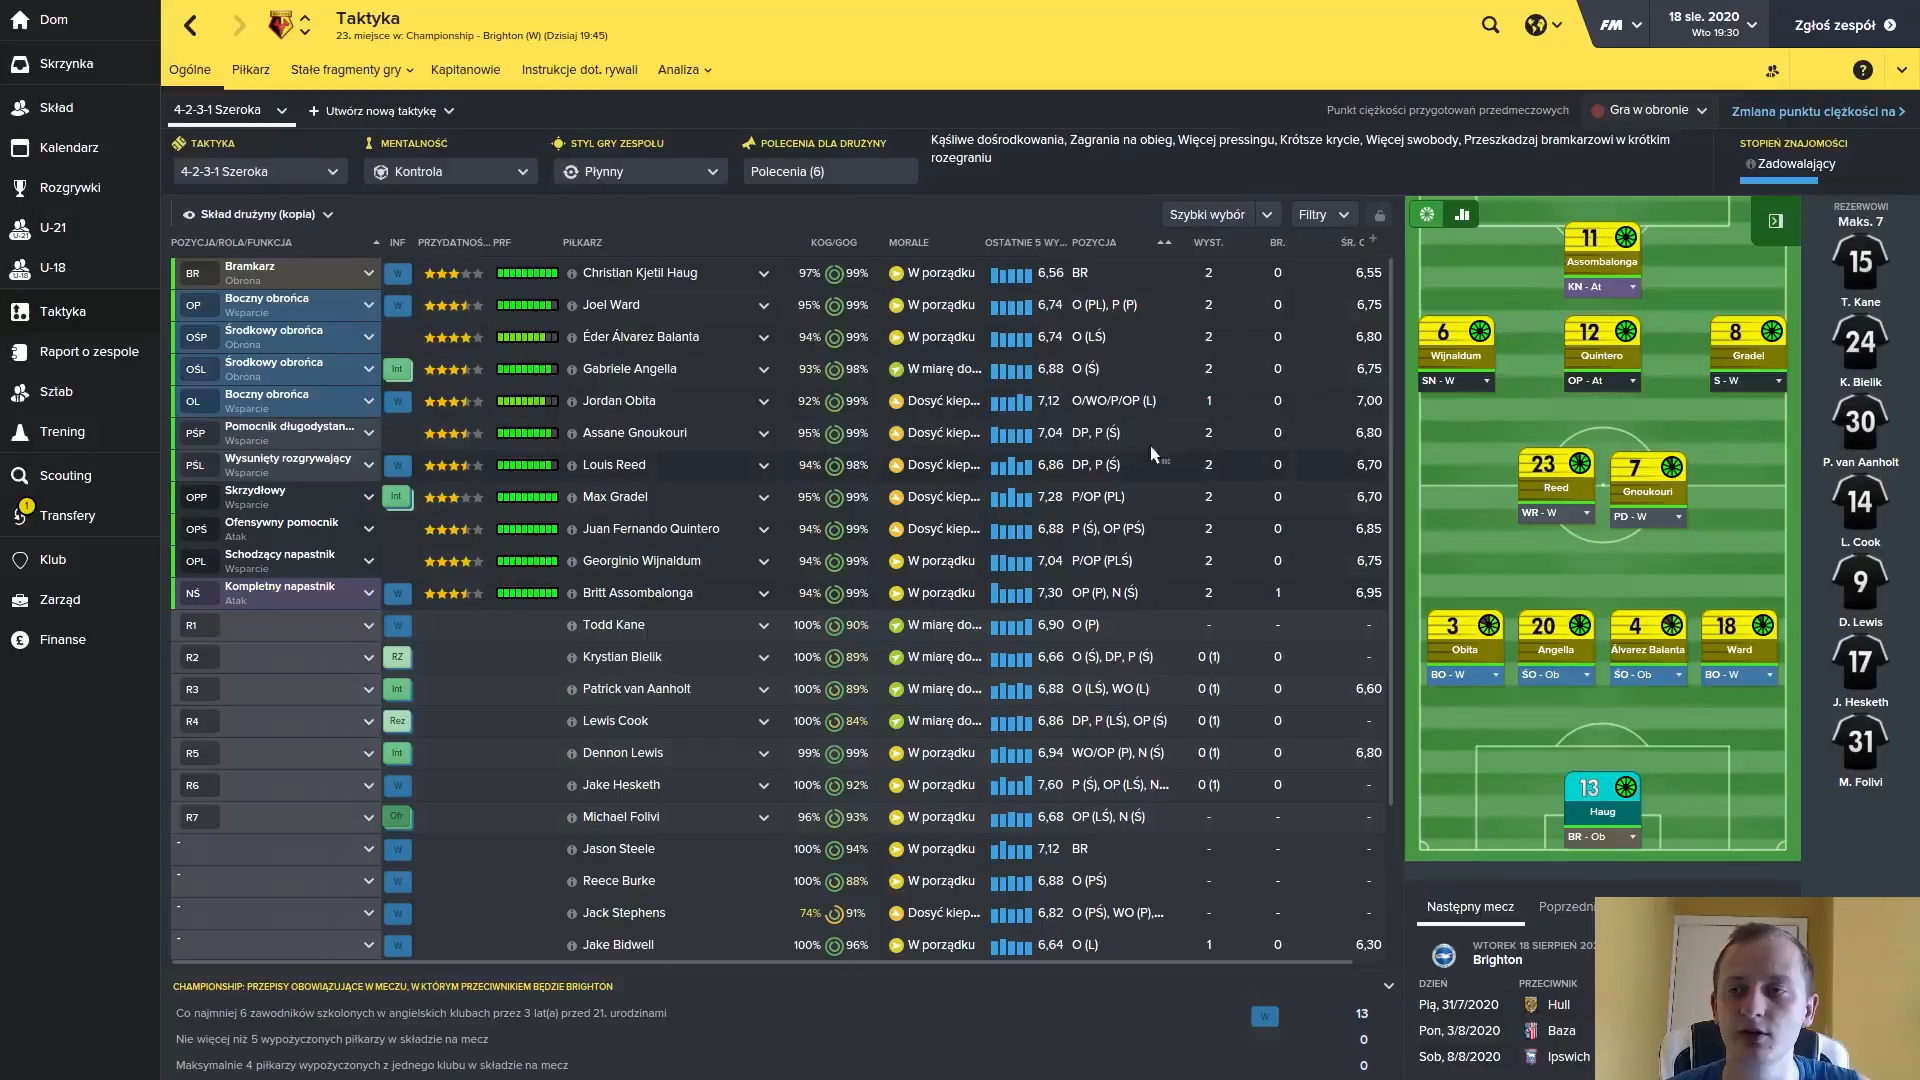 Dom
Skrzynka
Skład
Kalendarz
Rozgrywki
U-21
U-18
Taktyka
Raport o zespole
Sztab
Trening
Scouting
1
Transfery
Klub
Zarząd
Finanse
Taktyka
23. miejsce w: Championship - Brighton (W) (Dzisiaj 19:45)
FM
18 sie. 2020
Wto 19:30
Zgłoś zespół
Ogólne Piłkarz Stałe fragmenty gry Kapitanowie Instrukcje dot. rywali Analiza
4-2-3-1 Szeroka
+ Utwórz nową taktykę
Punkt ciężkości przygotowań przedmeczowych
Gra w obronie
Zmiana punktu ciężkości na >
TAKTYKA
4-2-3-1 Szeroka
MENTALNOŚĆ
Kontrola
STYL GRY ZESPOŁU
Płynny
POLECENIA DLA DRUŻYNY
Polecenia (6)
Kąśliwe dośrodkowania, Zagrania na obieg, Więcej pressingu, Krótsze krycie, Więcej swobody, Przeszkadzaj bramkarzowi w krótkim
rozegraniu
STOPIEŃ ZNAJOMOŚCI
Zadowalający
Skład drużyny (kopia)
Szybki wybór
Filtry
POZYCJA/ROLA/FUNKCJA INF PRZYDATNOŚ... PRF PIŁKARZ KOG/GOG MORALE OSTATNIE 5 WY... POZYCJA WYST. BR. ŚR. C
BR Bramkarz Obrona W Christian Kjetil Haug 97% 99% W porządku 6,56 BR 2 0 6,55
OP Boczny obrońca Wsparcie W Joel Ward 95% 99% W porządku 6,74 O (PL), P (P) 2 0 6,75
OŚP Środkowy obrońca Obrona Éder Álvarez Balanta 94% 99% W porządku 6,74 O (LŚ) 2 0 6,80
OŚL Środkowy obrońca Obrona Int Gabriele Angella 93% 98% W miarę do... 6,88 O (Ś) 2 0 6,75
OL Boczny obrońca Wsparcie W Jordan Obita 92% 99% Dosyć kiep... 7,12 O/WO/P/OP (L) 1 0 7,00
PŚP Pomocnik długodystan... Wsparcie Assane Gnoukouri 95% 99% Dosyć kiep... 7,04 DP, P (Ś) 2 0 6,80
PŚL Wysunięty rozgrywający Wsparcie W Louis Reed 94% 98% Dosyć kiep... 6,86 DP, P (Ś) 2 0 6,70
OPP Skrzydłowy Wsparcie Int Max Gradel 95% 99% Dosyć kiep... 7,28 P/OP (PL) 2 0 6,70
OPŚ Ofensywny pomocnik Atak Juan Fernando Quintero 94% 99% Dosyć kiep... 6,88 P (Ś), OP (PŚ) 2 0 6,85
OPL Schodzący napastnik Wsparcie Georginio Wijnaldum 94% 99% W porządku 7,04 P/OP (PLŚ) 2 0 6,75
NŚ Kompletny napastnik Atak W Britt Assombalonga 94% 99% W porządku 7,30 OP (P), N (Ś) 2 1 6,95
R1 W Todd Kane 100% 90% W miarę do... 6,90 O (P) - - -
R2 RZ Krystian Bielik 100% 89% W miarę do... 6,66 O (Ś), DP, P (Ś) 0 (1) 0 -
R3 Int Patrick van Aanholt 100% 89% W miarę do... 6,88 O (LŚ), WO (L) 0 (1) 0 6,60
R4 Rez Lewis Cook 100% 84% W miarę do... 6,86 DP, P (LŚ), OP (Ś) 0 (1) 0 -
R5 Int Dennon Lewis 99% 99% W porządku 6,94 WO/OP (P), N (Ś) 0 (1) 0 6,80
R6 W Jake Hesketh 100% 92% W porządku 7,60 P (Ś), OP (LŚ), N... 0 (1) 0 -
R7 Ofr Michael Folivi 96% 93% W porządku 6,68 OP (LŚ), N (Ś) - - -
- W Jason Steele 100% 94% W porządku 7,12 BR - - -
- W Reece Burke 100% 88% W porządku 6,88 O (PŚ) - - -
- W Jack Stephens 74% 91% Dosyć kiep... 6,82 O (PŚ), WO (P),... - - -
- W Jake Bidwell 100% 96% W porządku 6,64 O (L) 1 0 6,30
CHAMPIONSHIP: PRZEPISY OBOWIĄZUJĄCE W MECZU, W KTÓRYM PRZECIWNIKIEM BĘDZIE BRIGHTON
Co najmniej 6 zawodników szkolonych w angielskich klubach przez 3 lat(a) przed 21. urodzinami W 13
Nie więcej niż 5 wypożyczonych piłkarzy w składzie na mecz 0
Maksymalnie 4 piłkarzy wypożyczonych z jednego klubu w składzie na mecz 0
11
Assombalonga
KN - At
6 12 8
Wijnaldum Quintero Gradel
SN - W OP - At S - W
23 7
Reed Gnoukouri
WR - W PD - W
3 20 4 18
Obita Angella Álvarez Balanta Ward
BO - W ŚO - Ob ŚO - Ob BO - W
13
Haug
BR - Ob
REZERWOWI
Maks. 7
15
T. Kane
24
K. Bielik
30
P. van Aanholt
14
L. Cook
9
D. Lewis
17
J. Hesketh
31
M. Folivi
Następny mecz Poprzedni
WTOREK 18 SIERPIEŃ 20
Brighton
DZIEŃ PRZECIWNIK
Pią, 31/7/2020 Hull
Pon, 3/8/2020 Baza
Sob, 8/8/2020 Ipswich